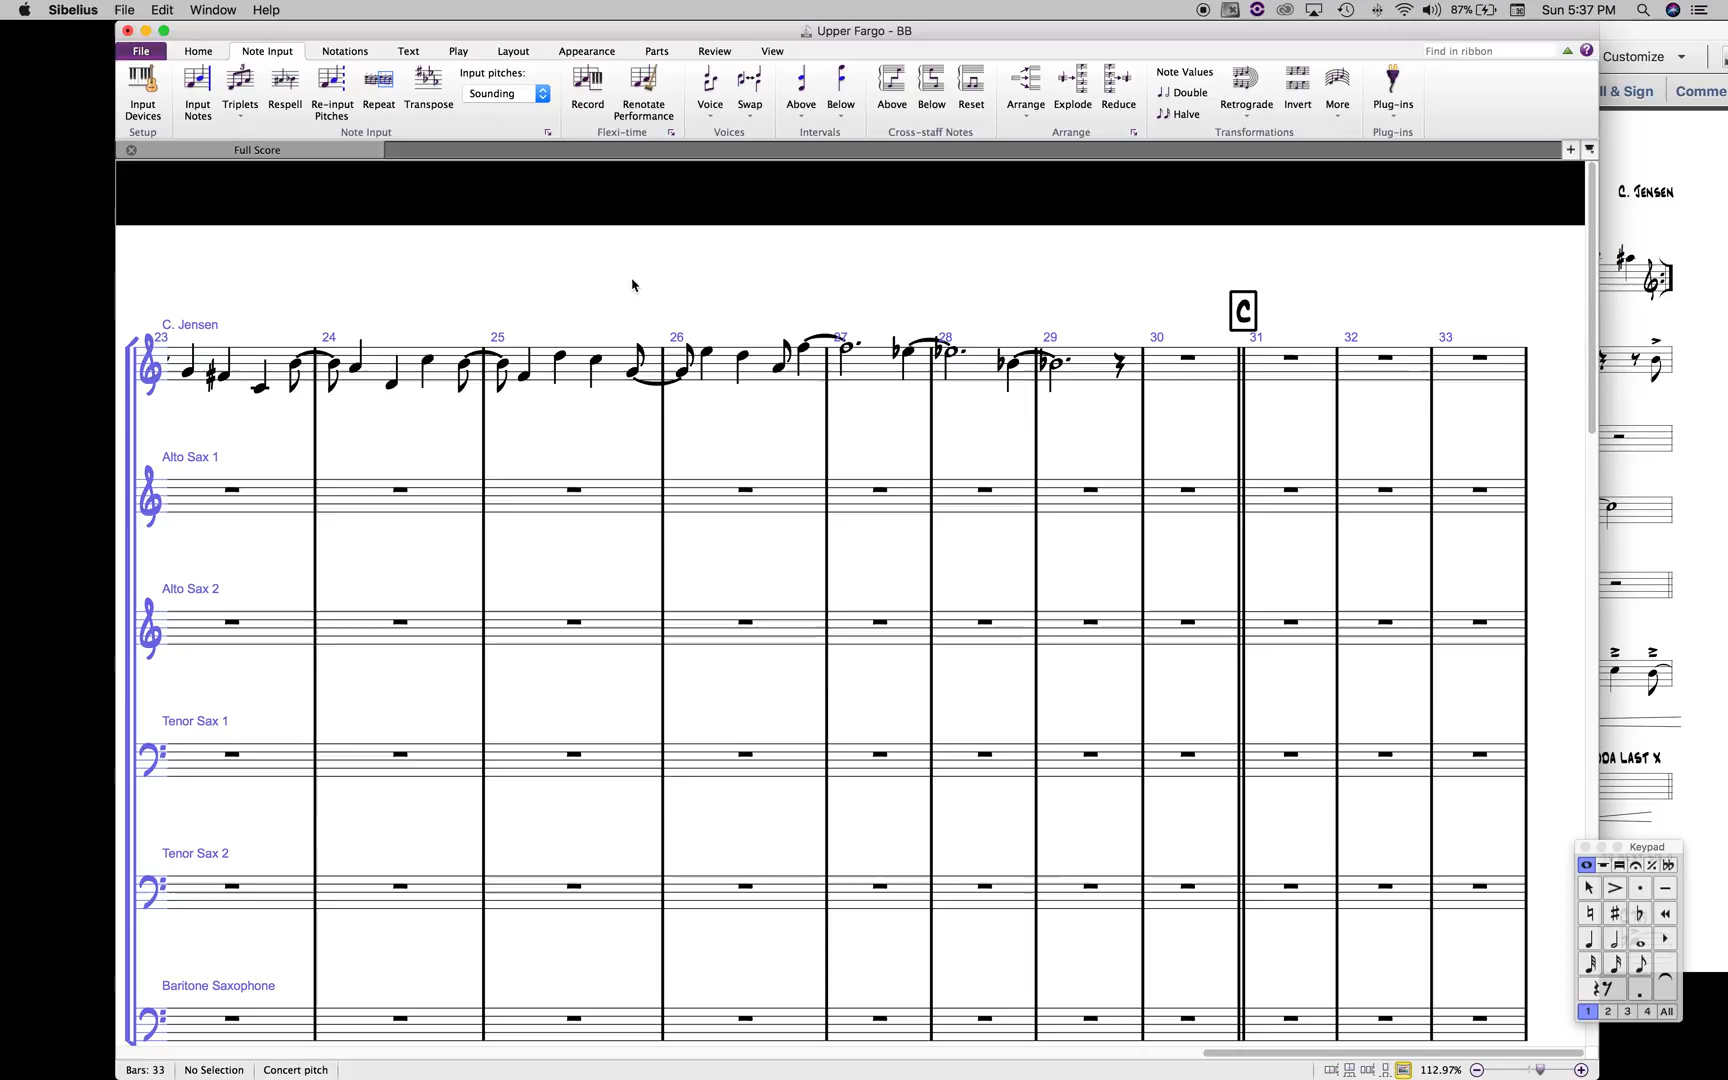 Sibelius File Edit Window Help
87% Sun 5:37 PM
Upper Fargo - BB
File Home Note Input Notations Text Play Layout Appearance Parts Review View Find in ribbon
Customize
Input Devices
Input Notes
Triplets
Respell
Re-input Pitches
Repeat
Transpose
Input pitches:
Sounding
Record
Renotate Performance
Voice
Swap
Above
Below
Above
Below
Reset
Arrange
Explode
Reduce
Note Values
Double
Halve
Retrograde
Invert
More
Plug-ins
ll & Sign Comme
Setup Note Input Flexi-time Voices Intervals Cross-staff Notes Arrange Transformations Plug-ins
Full Score
C. JENSEN
C
C. Jensen
23 24 25 26 27 28 29 30 31 32 33
Alto Sax 1
Alto Sax 2
Tenor Sax 1
DA LAST X
Tenor Sax 2
Keypad
Baritone Saxophone
1 2 3 4 All
Bars: 33 No Selection Concert pitch 112.97%